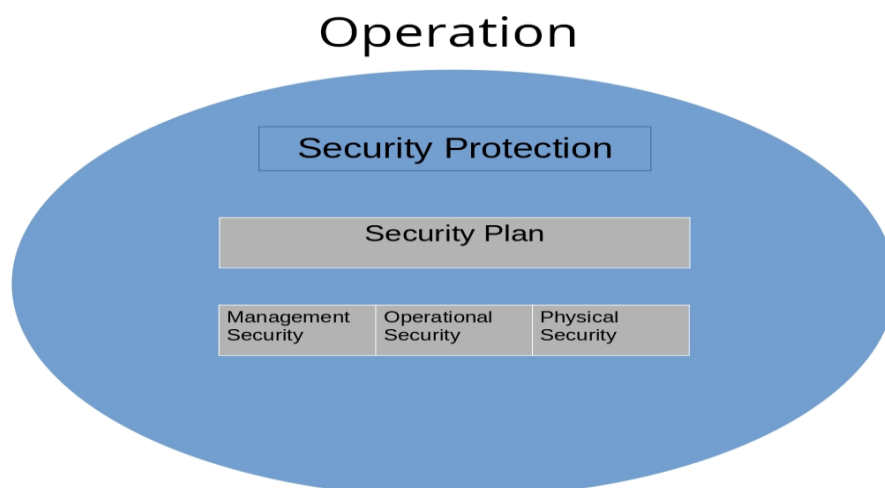 Operation
Security Protection
Security Plan
Management
Security
Operational
Security
Physical
Security